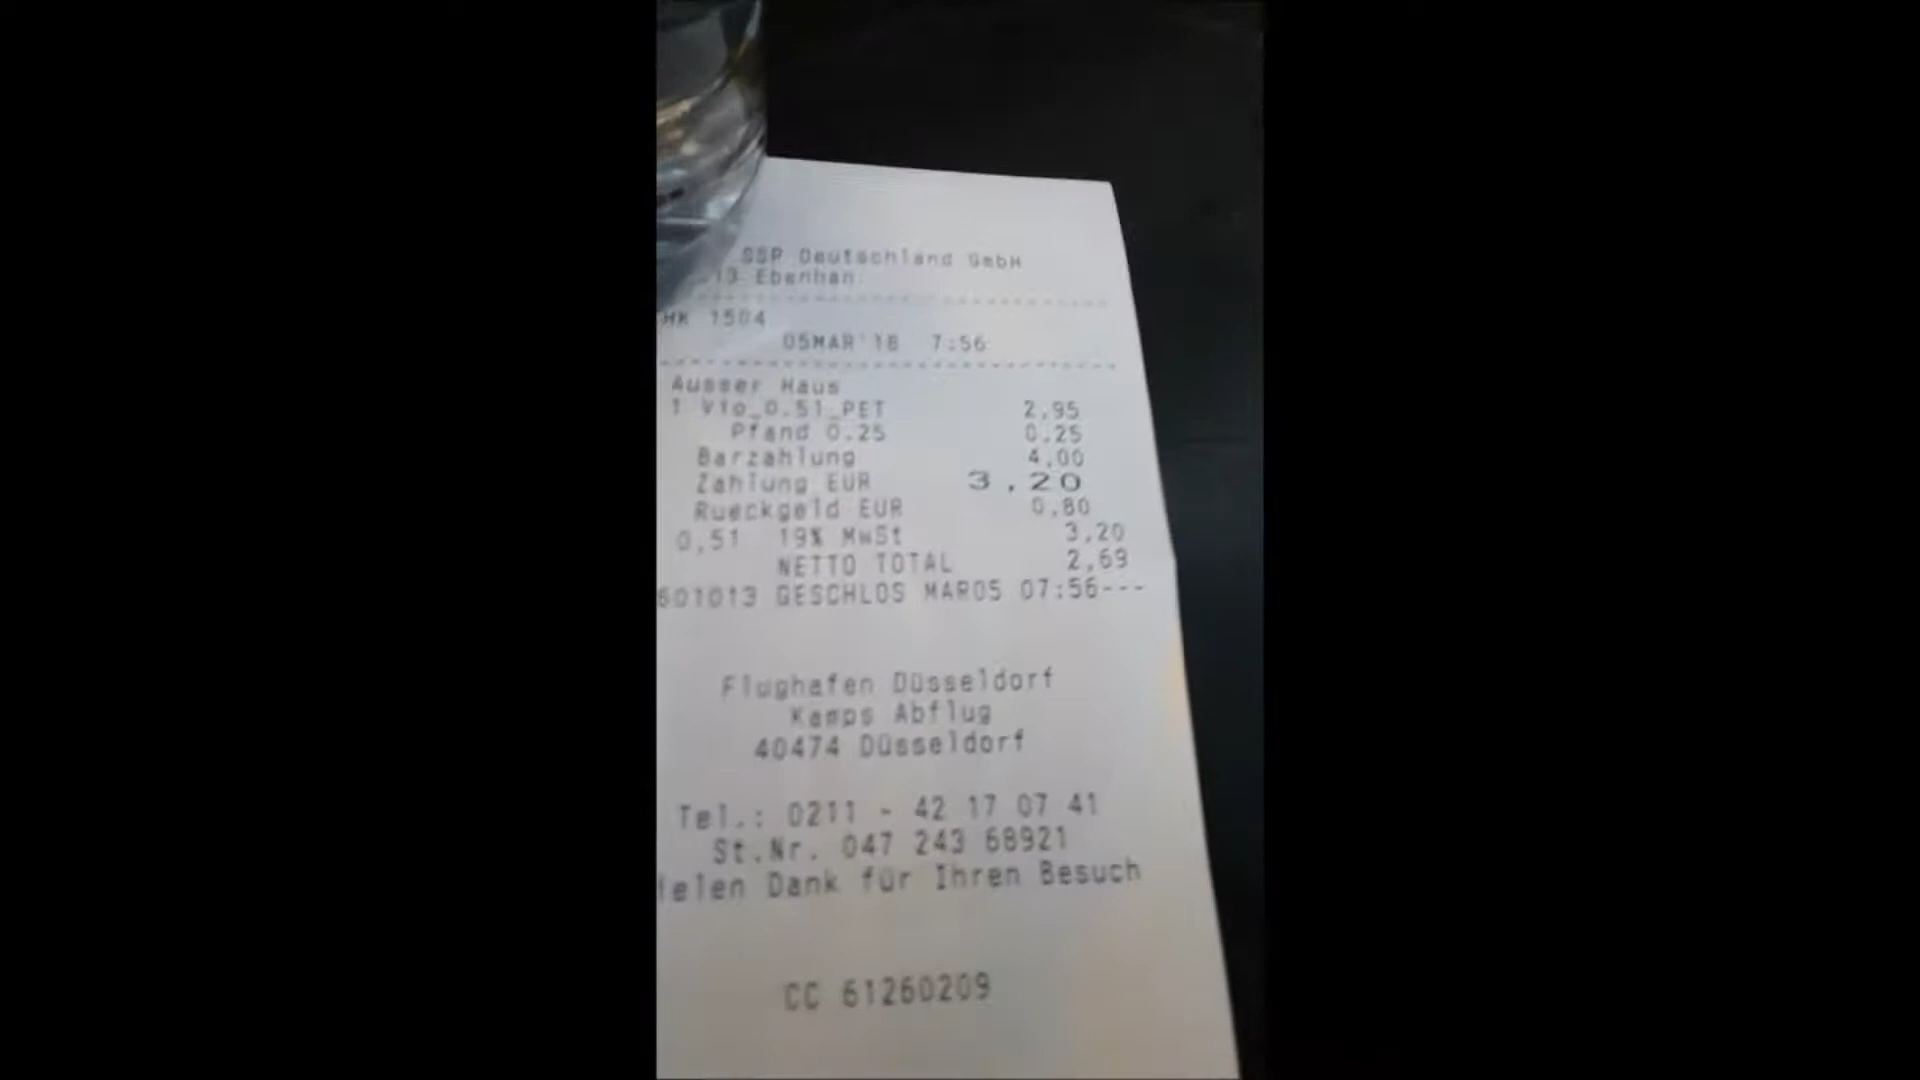 SSP Deutschland GmbH
13 Ebenhan
HK 1504
05MAR'18 7:56
Ausser Haus
1 Vio_0.5l_PET 2,95
Pfand 0.25 0,25
Barzahlung 4,00
Zahlung EUR 3,20
Rueckgeld EUR 0,80
0,51 19% MwSt 3,20
NETTO TOTAL 2,69
601013 GESCHLOS MAR05 07:56---
Flughafen Düsseldorf
Kamps Abflug
40474 Düsseldorf
Tel.: 0211 - 42 17 07 41
St.Nr. 047 243 68921
ielen Dank für Ihren Besuch
CC 61260209